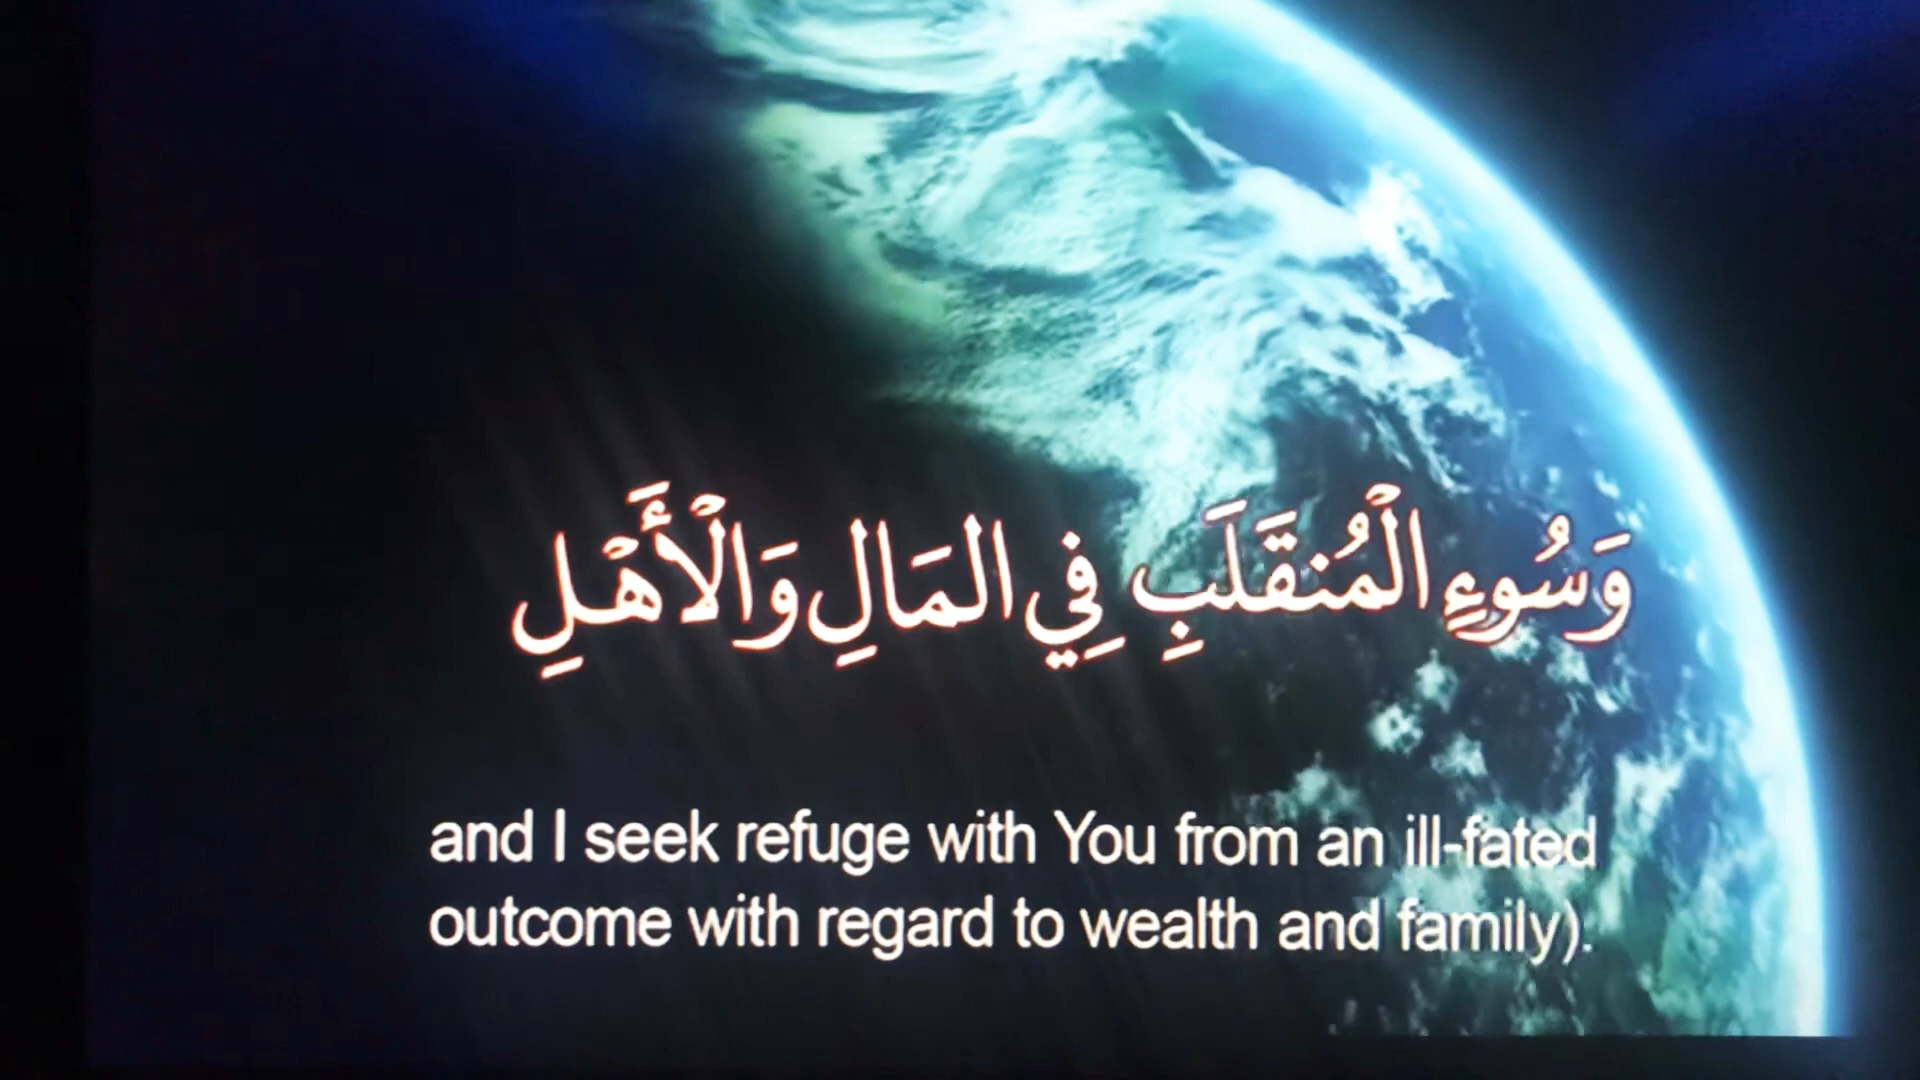 وَسُوءِ الْمُنقَلَبِ فِي المَالِ وَالْأَهْلِ
and I seek refuge with You from an ill-fated
outcome with regard to wealth and family).